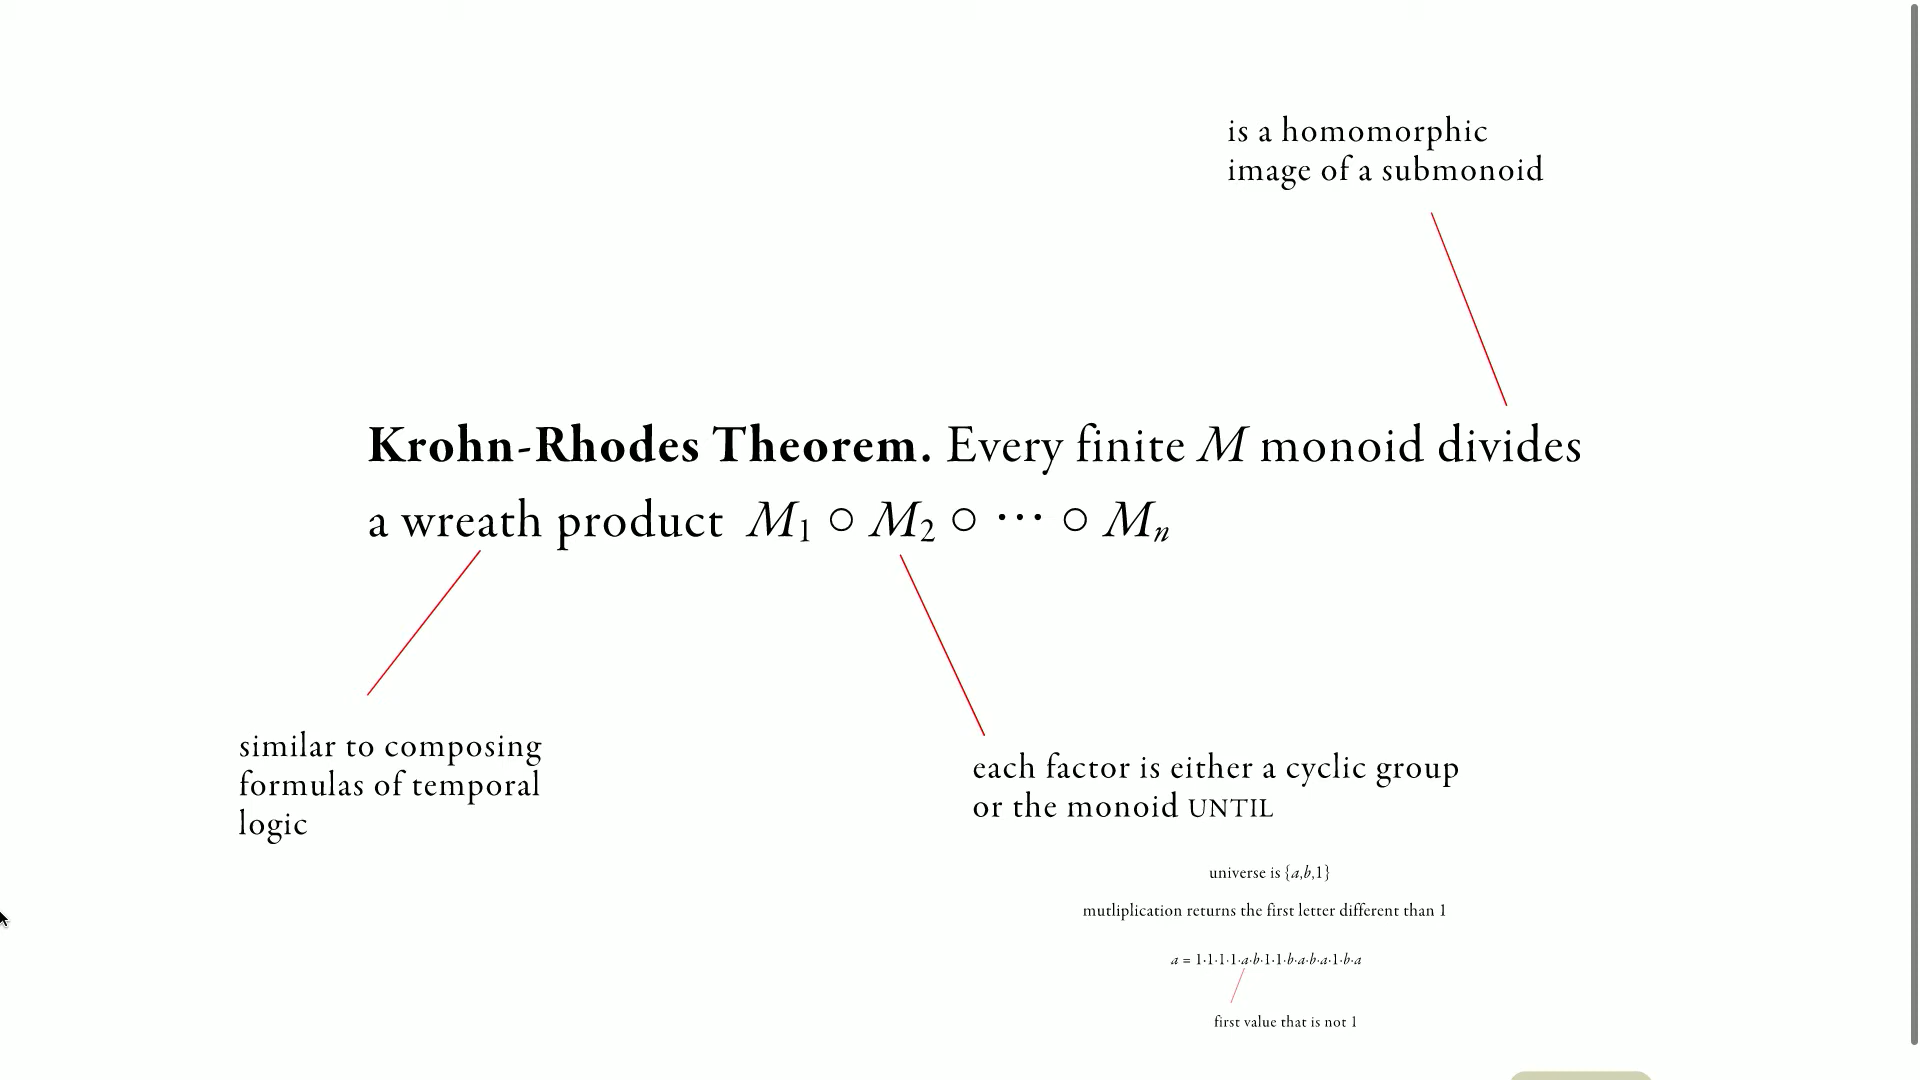 is a homomorphic
image of a submonoid
Krohn-Rhodes Theorem. Every finite M monoid divides
a wreath product M₁ ○ M₂ ○ ⋯ ○ Mₙ
similar to composing
formulas of temporal
logic
each factor is either a cyclic group
or the monoid UNTIL
universe is {a,b,1}
mutliplication returns the first letter different than 1
a = 1·1·1·1·a·b·1·1·b·a·b·a·1·b·a
first value that is not 1